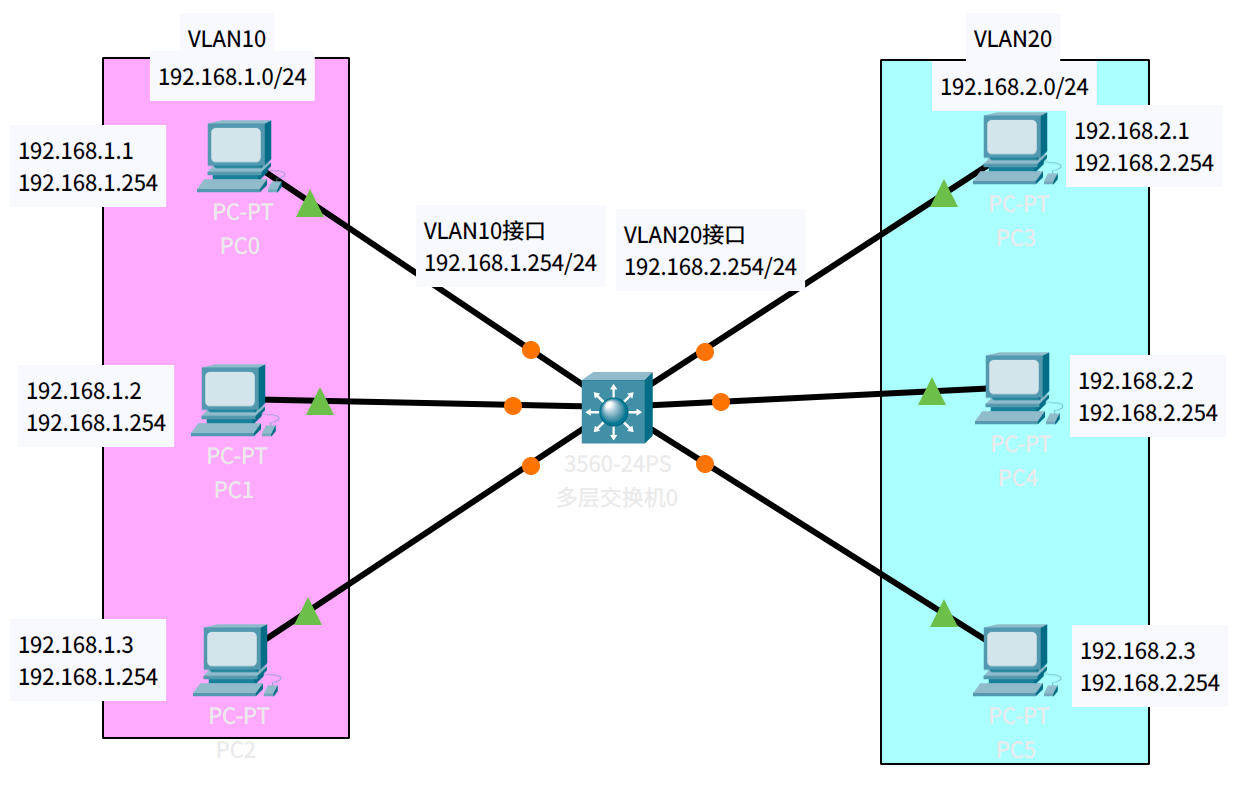 VLAN10
192.168.1.0/24
192.168.1.1
192.168.1.254
PC-PT
PC0
192.168.1.2
192.168.1.254
PC-PT
PC1
192.168.1.3
192.168.1.254
PC-PT
PC2
VLAN10接口
192.168.1.254/24
VLAN20接口
192.168.2.254/24
3560-24PS
多层交换机0
VLAN20
192.168.2.0/24
192.168.2.1
192.168.2.254
PC-PT
PC3
192.168.2.2
192.168.2.254
PC-PT
PC4
192.168.2.3
192.168.2.254
PC-PT
PC5